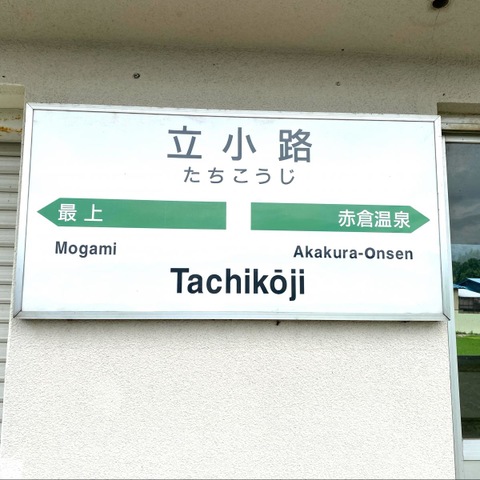 立小路
たちこうじ
最上 赤倉温泉
Mogami Akakura-Onsen
Tachikōji